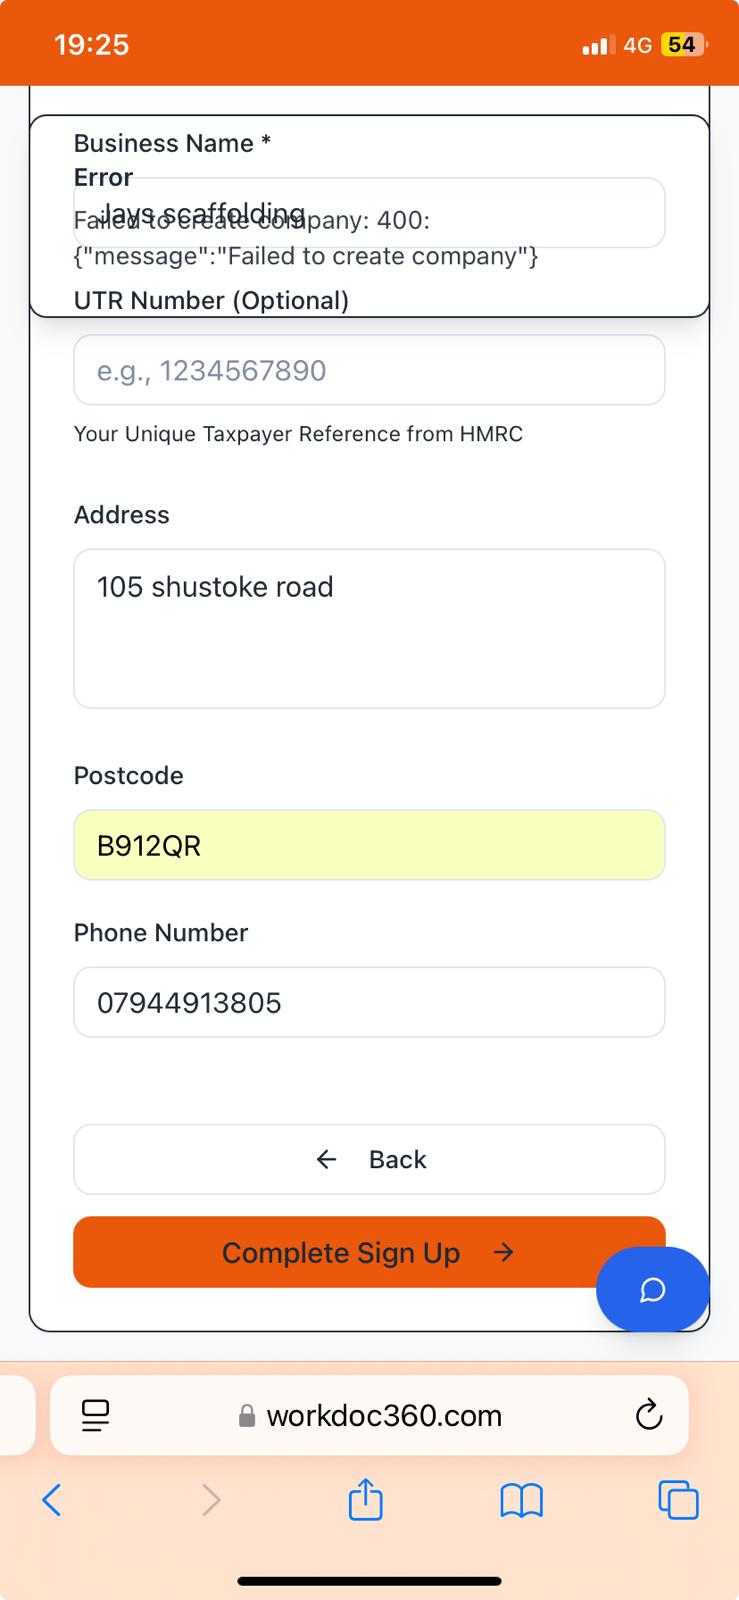 19:25
4G 54
Business Name *
Error
Jays scaffolding
Failed to create company: 400:
{"message":"Failed to create company"}
UTR Number (Optional)
e.g., 1234567890
Your Unique Taxpayer Reference from HMRC
Address
105 shustoke road
Postcode
B912QR
Phone Number
07944913805
Back
Complete Sign Up
workdoc360.com